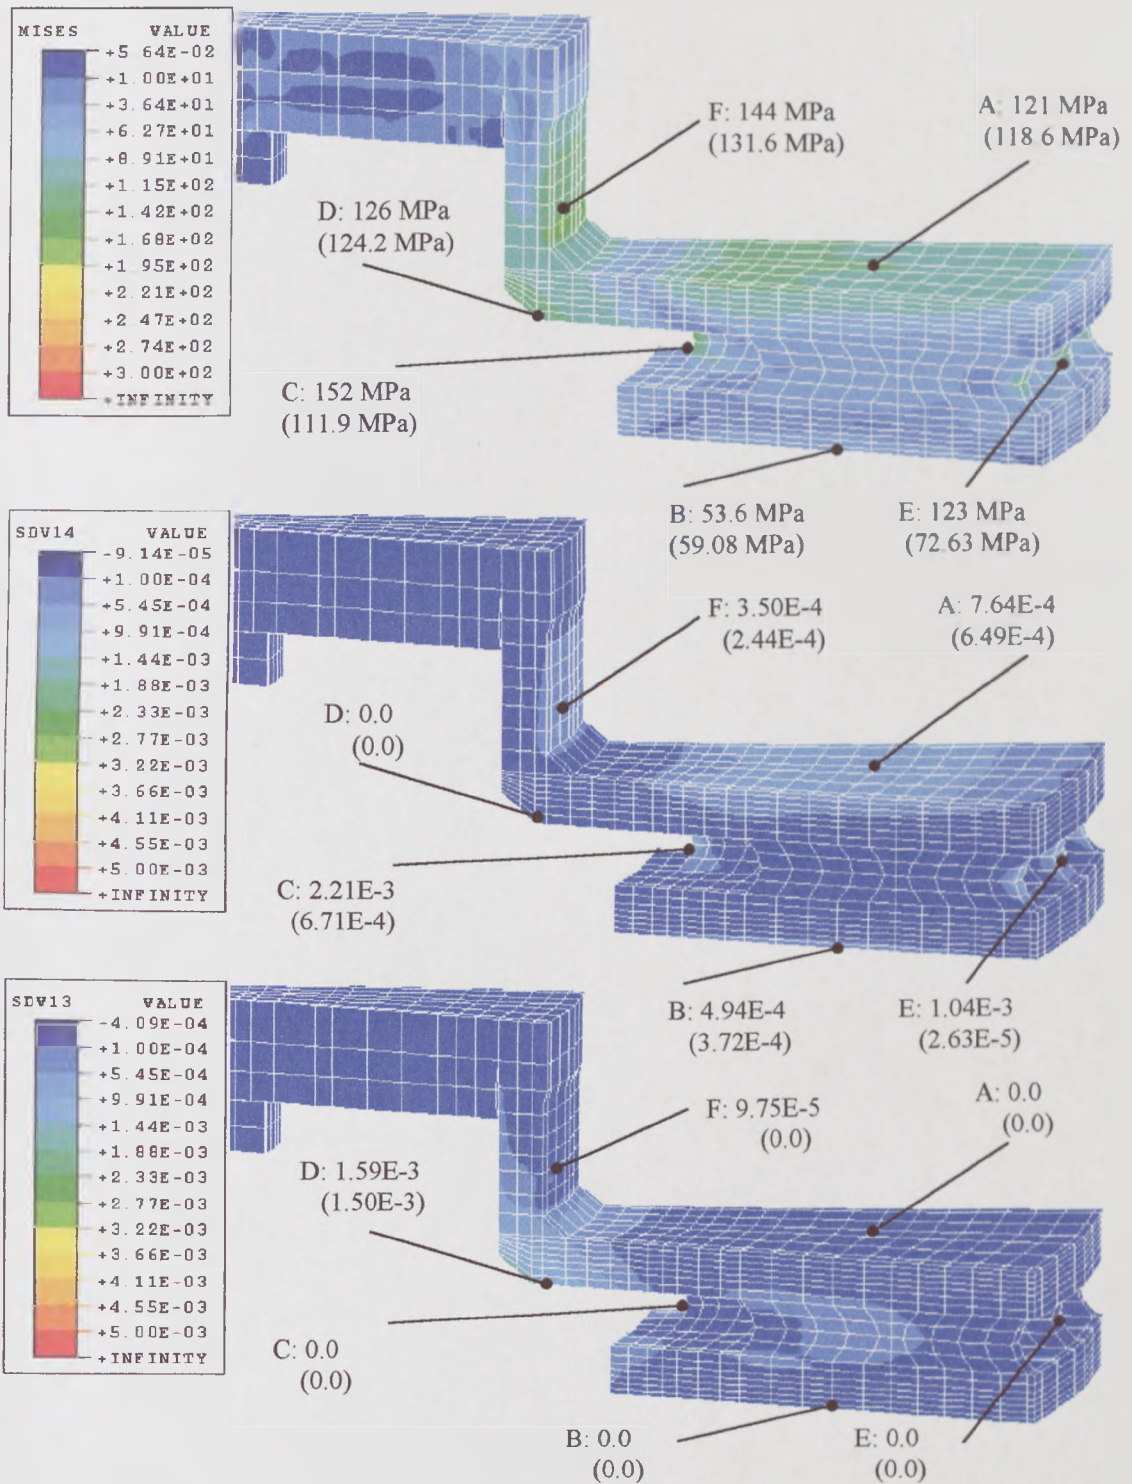 MISES VALUE
+5 64E-02
+1 00E+01
+3.64E+01
+6.27E+01
+8.91E+01
+1.15E+02
+1.42E+02
+1.68E+02
+1 95E+02
+2.21E+02
+2 47E+02
+2.74E+02
+3.00E+02
+INFINITY
F: 144 MPa
(131.6 MPa)
A: 121 MPa
(118 6 MPa)
D: 126 MPa
(124.2 MPa)
C: 152 MPa
(111.9 MPa)
B: 53.6 MPa
(59.08 MPa)
E: 123 MPa
(72.63 MPa)
SDV14 VALUE
-9.14E-05
+1.00E-04
+5.45E-04
+9.91E-04
+1.44E-03
+1.88E-03
+2.33E-03
+2.77E-03
+3.22E-03
+3.66E-03
+4.11E-03
+4.55E-03
+5.00E-03
+INFINITY
F: 3.50E-4
(2.44E-4)
A: 7.64E-4
(6.49E-4)
D: 0.0
(0.0)
C: 2.21E-3
(6.71E-4)
B: 4.94E-4
(3.72E-4)
E: 1.04E-3
(2.63E-5)
SDV13 VALUE
-4.09E-04
+1.00E-04
+5.45E-04
+9.91E-04
+1.44E-03
+1.88E-03
+2.33E-03
+2.77E-03
+3.22E-03
+3.66E-03
+4.11E-03
+4.55E-03
+5.00E-03
+INFINITY
F: 9.75E-5
(0.0)
A: 0.0
(0.0)
D: 1.59E-3
(1.50E-3)
C: 0.0
(0.0)
B: 0.0
(0.0)
E: 0.0
(0.0)